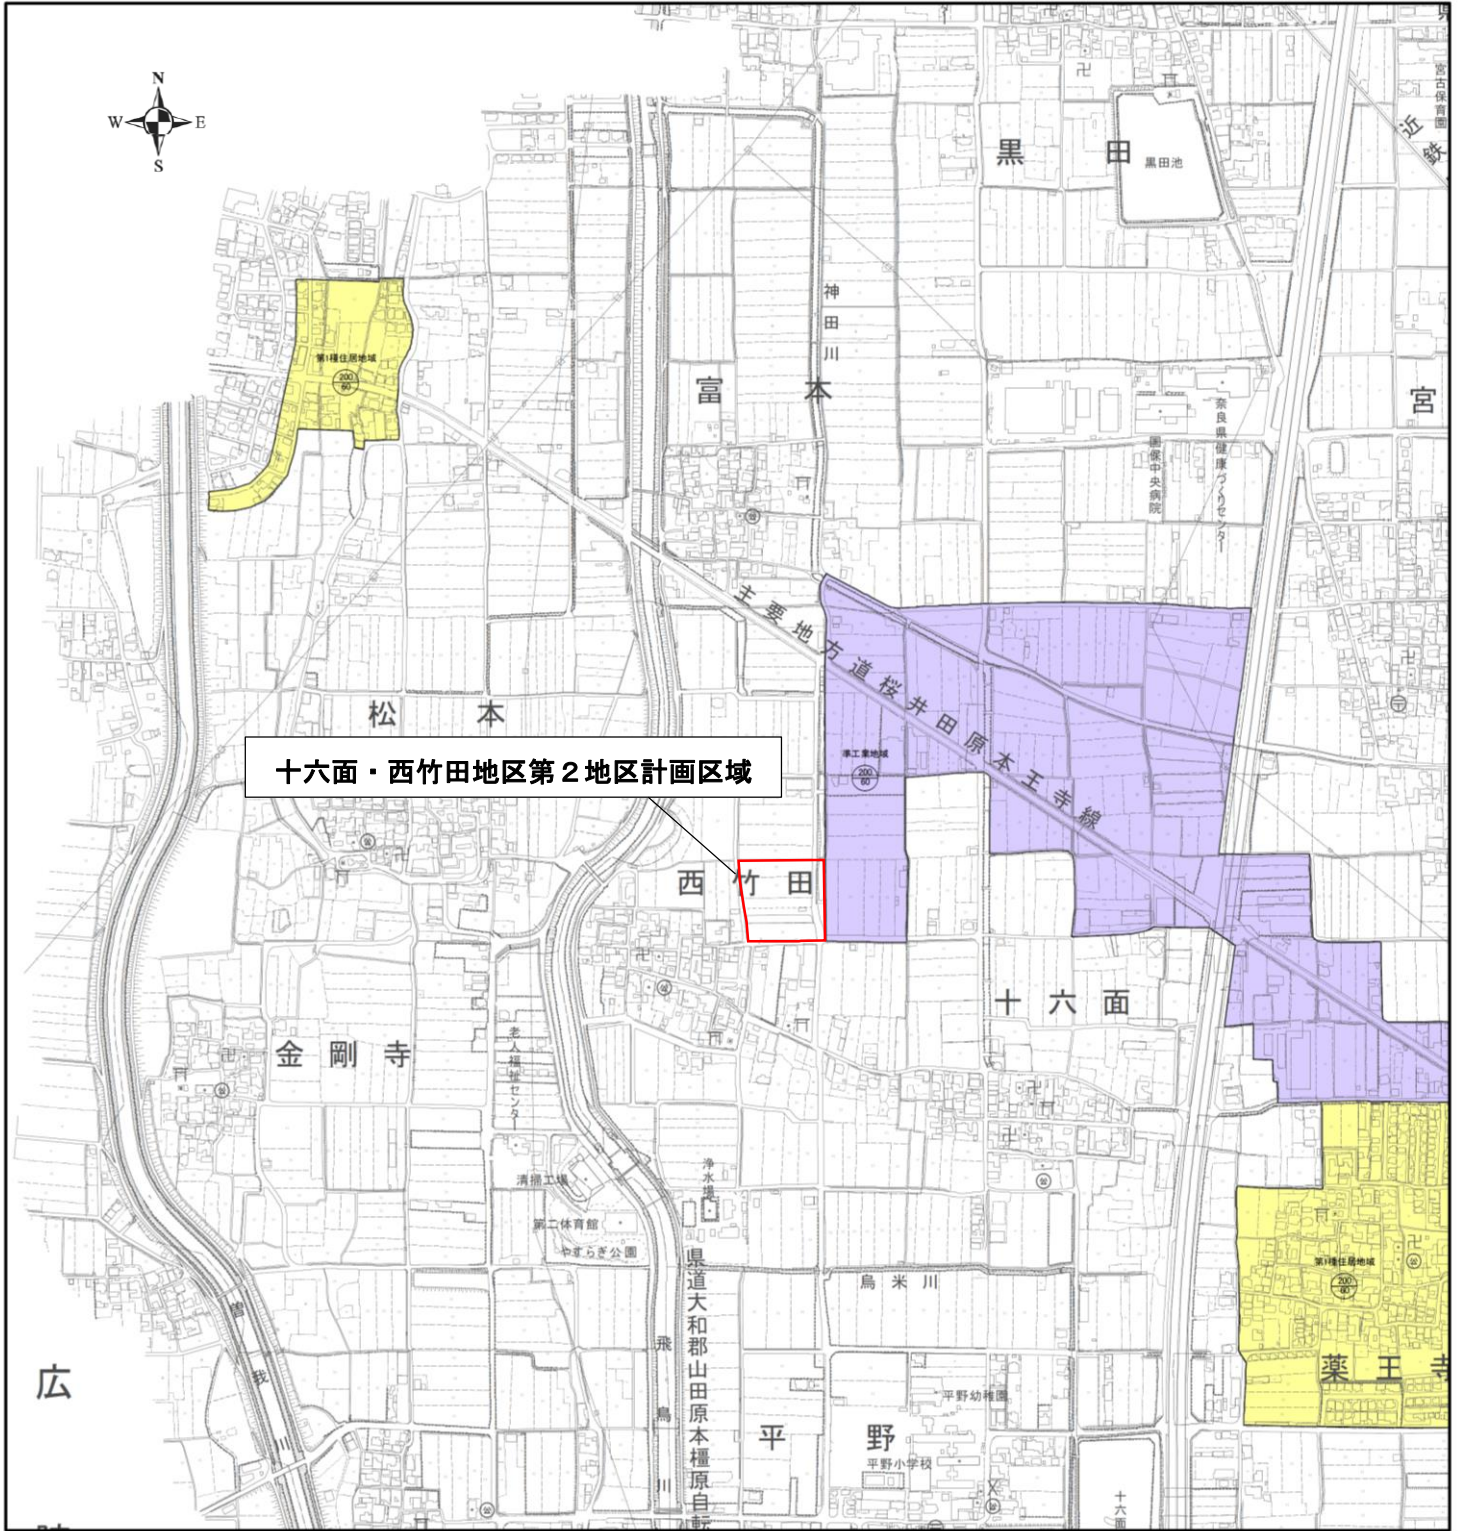 N
W
E
S
近鉄
宮古保育園
黒田
黒田池
神田川
第1種住居地域
200
60
富本
宮
奈良県健康づくりセンター
国保中央病院
主要地方道桜井田原本王寺線
松本
準工業地域
200
60
十六面・西竹田地区第２地区計画区域
西竹田
十六面
金剛寺
老人福祉センター
清掃工場
浄水場
第二体育館
やすらぎ公園
鳥米川
第1種住居地域
200
60
県道大和郡山田原本橿原自転
曽我川
飛鳥川
広
薬王寺
平野幼稚園
平野
平野小学校
十六面